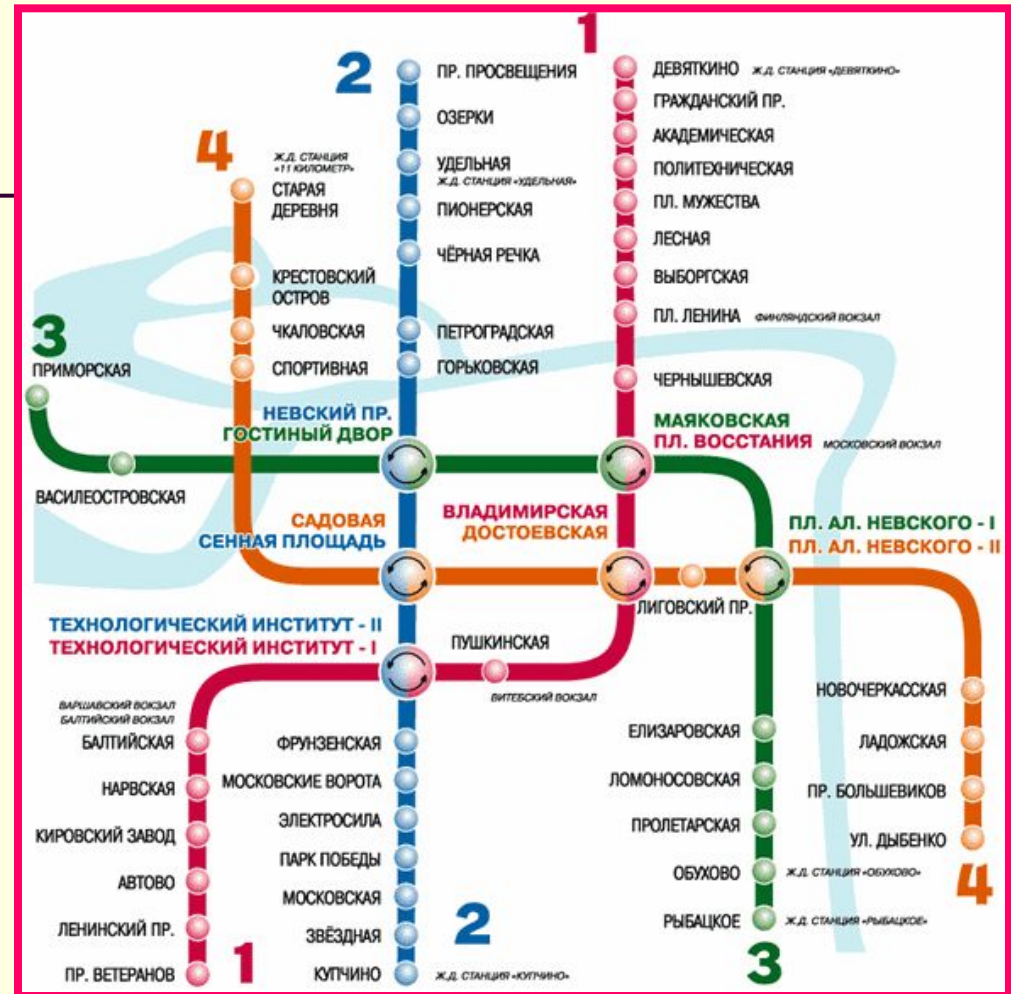 1
2
ПР. ПРОСВЕЩЕНИЯ
ОЗЕРКИ
УДЕЛЬНАЯ
Ж.Д. СТАНЦИЯ «УДЕЛЬНАЯ»
ПИОНЕРСКАЯ
ЧЁРНАЯ РЕЧКА
ПЕТРОГРАДСКАЯ
ГОРЬКОВСКАЯ
ДЕВЯТКИНО Ж.Д. СТАНЦИЯ «ДЕВЯТКИНО»
ГРАЖДАНСКИЙ ПР.
АКАДЕМИЧЕСКАЯ
ПОЛИТЕХНИЧЕСКАЯ
ПЛ. МУЖЕСТВА
ЛЕСНАЯ
ВЫБОРГСКАЯ
ПЛ. ЛЕНИНА ФИНЛЯНДСКИЙ ВОКЗАЛ
ЧЕРНЫШЕВСКАЯ
4
Ж.Д. СТАНЦИЯ
«11 КИЛОМЕТР»
СТАРАЯ
ДЕРЕВНЯ
КРЕСТОВСКИЙ
ОСТРОВ
ЧКАЛОВСКАЯ
СПОРТИВНАЯ
3
ПРИМОРСКАЯ
ВАСИЛЕОСТРОВСКАЯ
НЕВСКИЙ ПР.
ГОСТИНЫЙ ДВОР
МАЯКОВСКАЯ
ПЛ. ВОССТАНИЯ МОСКОВСКИЙ ВОКЗАЛ
САДОВАЯ
СЕННАЯ ПЛОЩАДЬ
ВЛАДИМИРСКАЯ
ДОСТОЕВСКАЯ
ПЛ. АЛ. НЕВСКОГО - I
ПЛ. АЛ. НЕВСКОГО - II
ЛИГОВСКИЙ ПР.
ТЕХНОЛОГИЧЕСКИЙ ИНСТИТУТ - II
ТЕХНОЛОГИЧЕСКИЙ ИНСТИТУТ - I
ПУШКИНСКАЯ
ВИТЕБСКИЙ ВОКЗАЛ
ВАРШАВСКИЙ ВОКЗАЛ
БАЛТИЙСКИЙ ВОКЗАЛ
БАЛТИЙСКАЯ
НАРВСКАЯ
КИРОВСКИЙ ЗАВОД
АВТОВО
ЛЕНИНСКИЙ ПР.
ПР. ВЕТЕРАНОВ
1
ФРУНЗЕНСКАЯ
МОСКОВСКИЕ ВОРОТА
ЭЛЕКТРОСИЛА
ПАРК ПОБЕДЫ
МОСКОВСКАЯ
ЗВЁЗДНАЯ
КУПЧИНО Ж.Д. СТАНЦИЯ «КУПЧИНО»
2
ЕЛИЗАРОВСКАЯ
ЛОМОНОСОВСКАЯ
ПРОЛЕТАРСКАЯ
ОБУХОВО Ж.Д. СТАНЦИЯ «ОБУХОВО»
РЫБАЦКОЕ Ж.Д. СТАНЦИЯ «РЫБАЦКОЕ»
3
НОВОЧЕРКАССКАЯ
ЛАДОЖСКАЯ
ПР. БОЛЬШЕВИКОВ
УЛ. ДЫБЕНКО
4